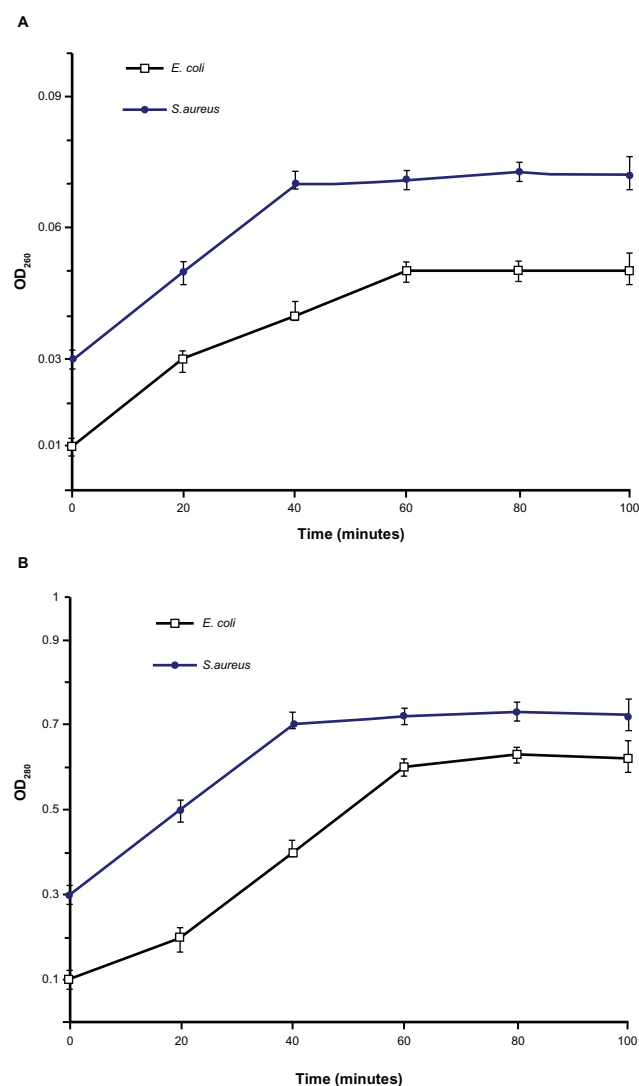 A
E. coli
S.aureus
0.09
0.06
0.03
0.01
OD260
0 20 40 60 80 100
Time (minutes)
B
E. coli
S.aureus
1
0.9
0.7
0.5
0.3
0.1
OD280
0 20 40 60 80 100
Time (minutes)